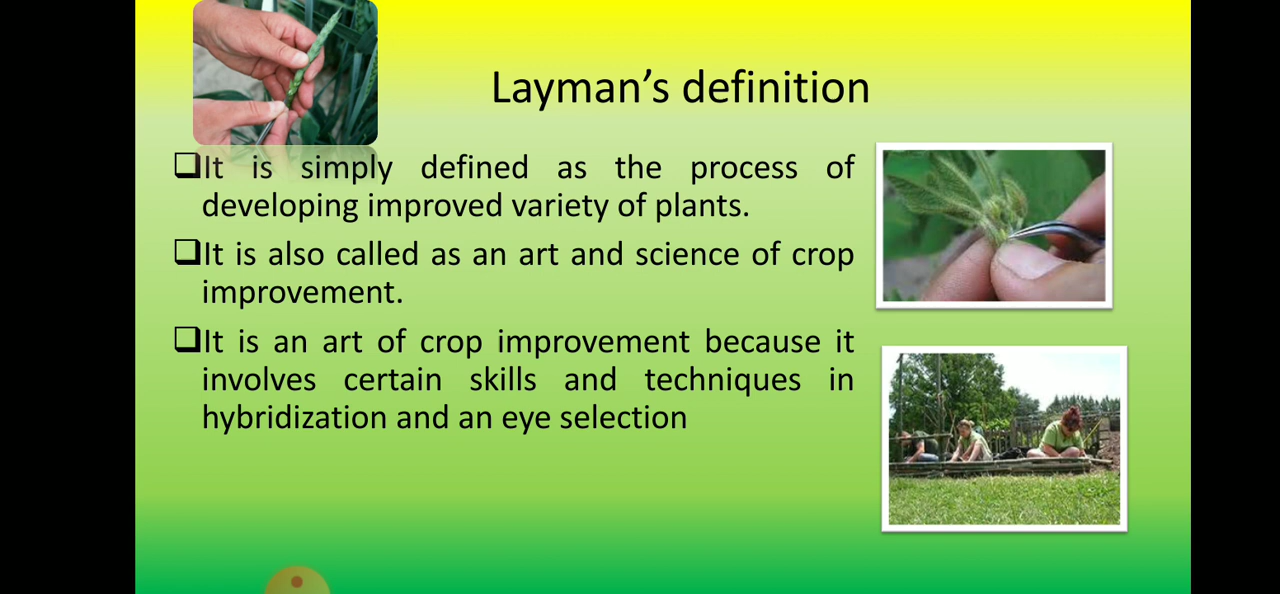 Layman’s definition
❑It is simply defined as the process of
developing improved variety of plants.
❑It is also called as an art and science of crop
improvement.
❑It is an art of crop improvement because it
involves certain skills and techniques in
hybridization and an eye selection